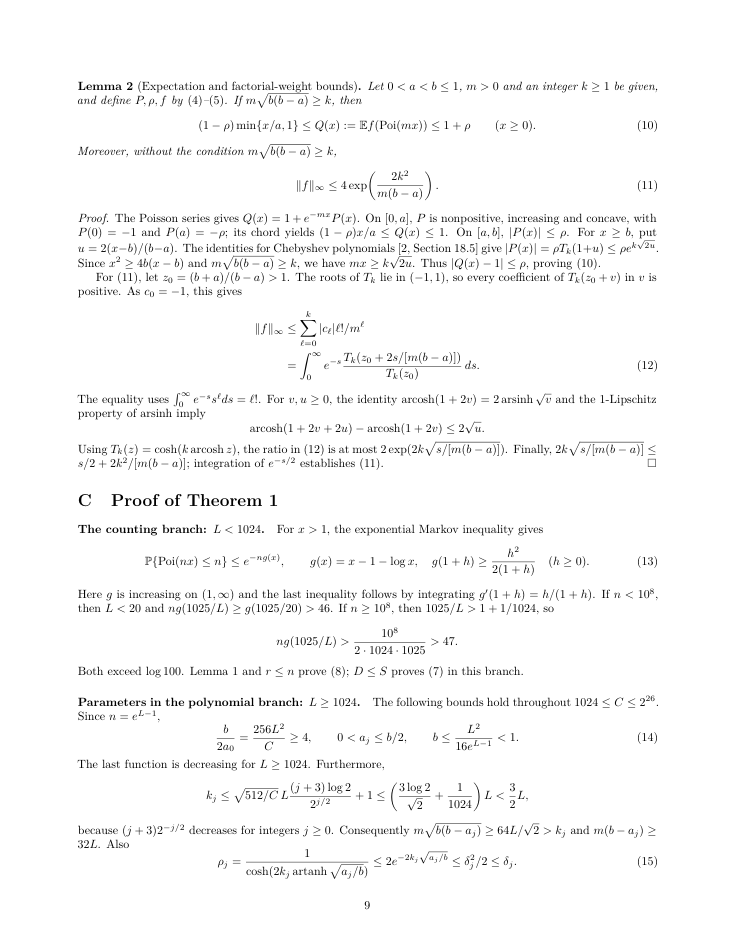 Lemma 2 (Expectation and factorial-weight bounds). Let 0 < a < b ≤ 1, m > 0 and an integer k ≥ 1 be given,
and define P, ρ, f by (4)–(5). If m√(b(b − a)) ≥ k, then
(1 − ρ) min{x/a, 1} ≤ Q(x) := 𝔼f(Poi(mx)) ≤ 1 + ρ (x ≥ 0). (10)
Moreover, without the condition m√(b(b − a)) ≥ k,
‖f‖∞ ≤ 4 exp(2k²/(m(b − a))). (11)
Proof. The Poisson series gives Q(x) = 1 + e^{−mx}P(x). On [0, a], P is nonpositive, increasing and concave, with
P(0) = −1 and P(a) = −ρ; its chord yields (1 − ρ)x/a ≤ Q(x) ≤ 1. On [a, b], |P(x)| ≤ ρ. For x ≥ b, put
u = 2(x−b)/(b−a). The identities for Chebyshev polynomials [2, Section 18.5] give |P(x)| = ρT_k(1+u) ≤ ρe^{k√(2u)}.
Since x² ≥ 4b(x − b) and m√(b(b − a)) ≥ k, we have mx ≥ k√(2u). Thus |Q(x) − 1| ≤ ρ, proving (10).
For (11), let z₀ = (b + a)/(b − a) > 1. The roots of T_k lie in (−1, 1), so every coefficient of T_k(z₀ + v) in v is
positive. As c₀ = −1, this gives
‖f‖∞ ≤ ∑_{ℓ=0}^{k} |c_ℓ|ℓ!/m^ℓ
= ∫_0^∞ e^{−s} T_k(z₀ + 2s/[m(b − a)])/T_k(z₀) ds. (12)
The equality uses ∫_0^∞ e^{−s}s^ℓ ds = ℓ!. For v, u ≥ 0, the identity arcosh(1 + 2v) = 2 arsinh √v and the 1-Lipschitz
property of arsinh imply
arcosh(1 + 2v + 2u) − arcosh(1 + 2v) ≤ 2√u.
Using T_k(z) = cosh(k arcosh z), the ratio in (12) is at most 2 exp(2k√(s/[m(b − a)])). Finally, 2k√(s/[m(b − a)]) ≤
s/2 + 2k²/[m(b − a)]; integration of e^{−s/2} establishes (11). □
C Proof of Theorem 1
The counting branch: L < 1024. For x > 1, the exponential Markov inequality gives
ℙ{Poi(nx) ≤ n} ≤ e^{−ng(x)}, g(x) = x − 1 − log x, g(1 + h) ≥ h²/(2(1 + h)) (h ≥ 0). (13)
Here g is increasing on (1, ∞) and the last inequality follows by integrating g′(1 + h) = h/(1 + h). If n < 10⁸,
then L < 20 and ng(1025/L) ≥ g(1025/20) > 46. If n ≥ 10⁸, then 1025/L > 1 + 1/1024, so
ng(1025/L) > 10⁸/(2 · 1024 · 1025) > 47.
Both exceed log 100. Lemma 1 and r ≤ n prove (8); D ≤ S proves (7) in this branch.
Parameters in the polynomial branch: L ≥ 1024. The following bounds hold throughout 1024 ≤ C ≤ 2²⁶.
Since n = e^{L−1},
b/(2a₀) = 256L²/C ≥ 4, 0 < a_j ≤ b/2, b ≤ L²/(16e^{L−1}) < 1. (14)
The last function is decreasing for L ≥ 1024. Furthermore,
k_j ≤ √(512/C) L (j + 3) log 2/2^{j/2} + 1 ≤ (3 log 2/√2 + 1/1024) L < (3/2)L,
because (j + 3)2^{−j/2} decreases for integers j ≥ 0. Consequently m√(b(b − a_j)) ≥ 64L/√2 > k_j and m(b − a_j) ≥
32L. Also
ρ_j = 1/cosh(2k_j artanh √(a_j/b)) ≤ 2e^{−2k_j√(a_j/b)} ≤ δ_j²/2 ≤ δ_j. (15)
9